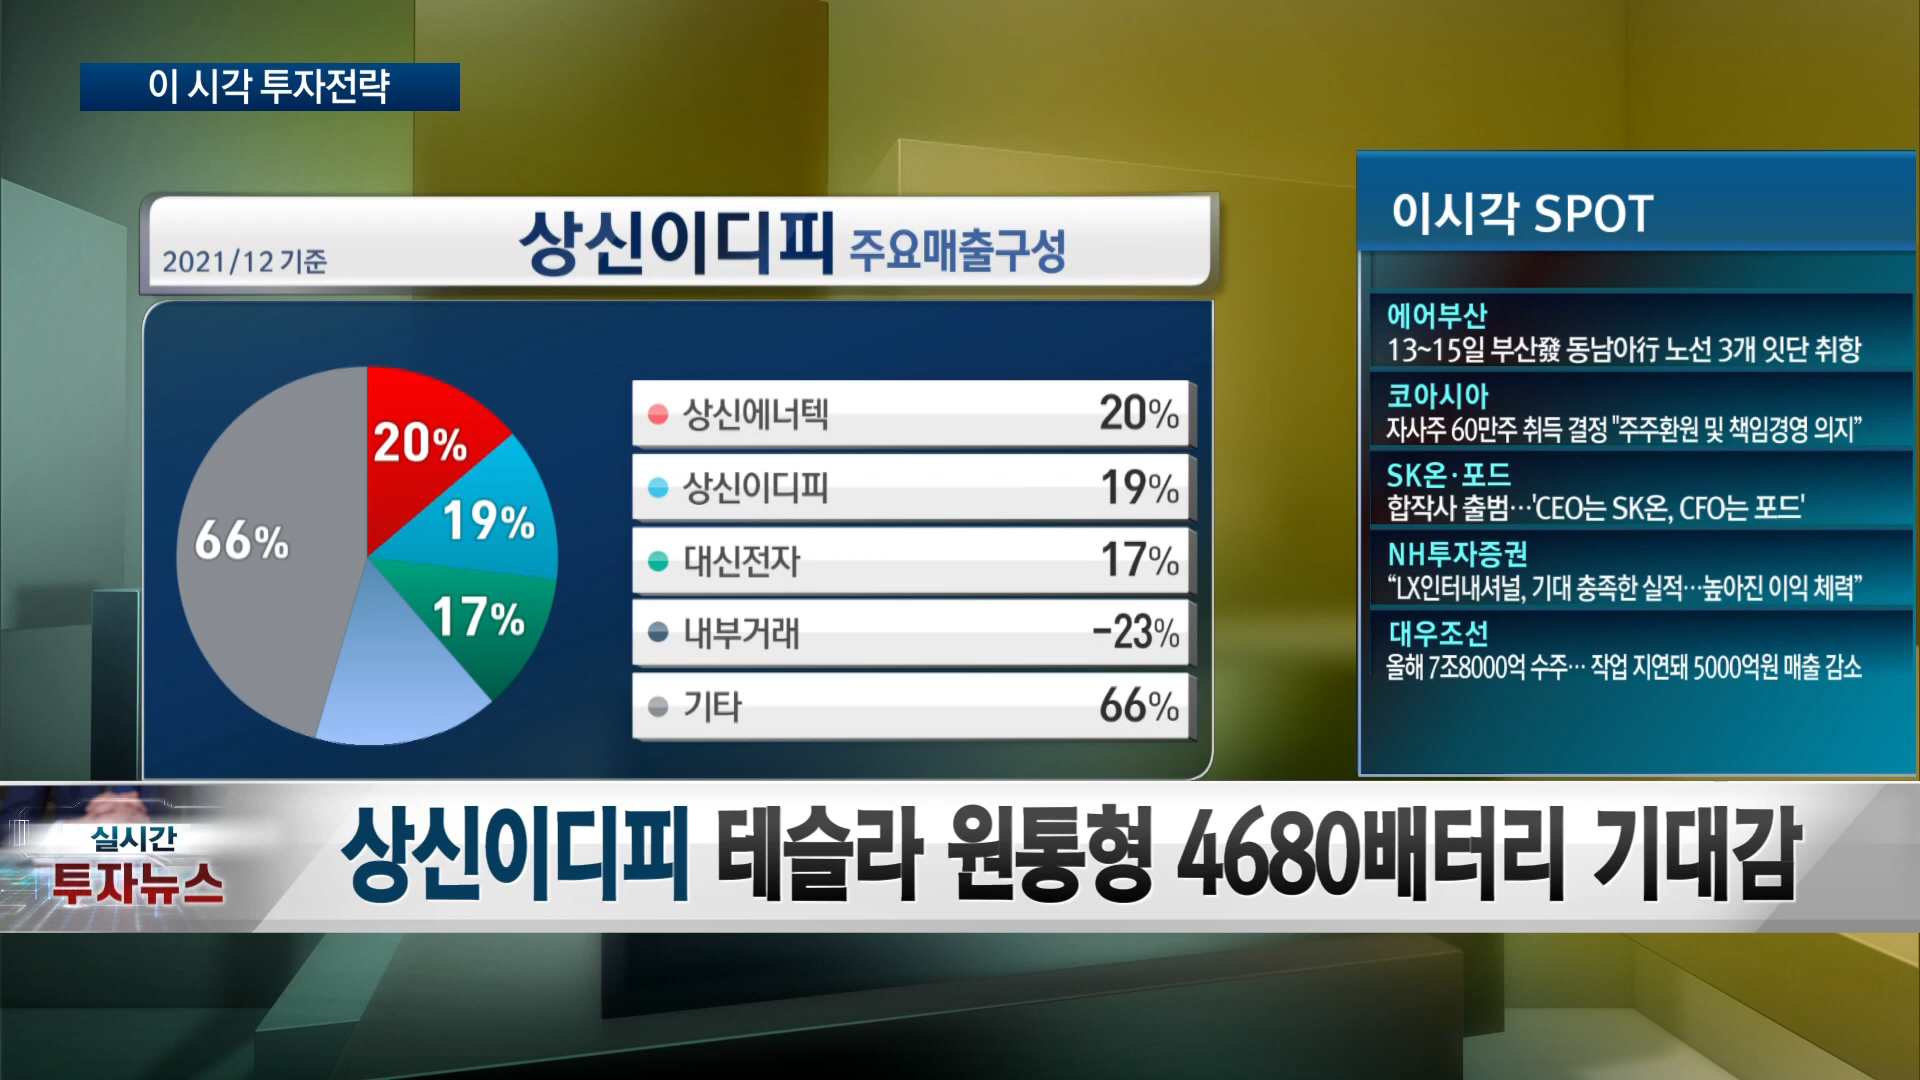 이 시각 투자전략
2021/12 기준
상신이디피 주요매출구성
20%
19%
17%
66%
상신에너텍 20%
상신이디피 19%
대신전자 17%
내부거래 -23%
기타 66%
이시각 SPOT
에어부산
13~15일 부산發 동남아行 노선 3개 잇단 취항
코아시아
자사주 60만주 취득 결정 "주주환원 및 책임경영 의지”
SK온·포드
합작사 출범…'CEO는 SK온, CFO는 포드'
NH투자증권
“LX인터내셔널, 기대 충족한 실적…높아진 이익 체력”
대우조선
올해 7조8000억 수주… 작업 지연돼 5000억원 매출 감소
실시간
투자뉴스
상신이디피 테슬라 원통형 4680배터리 기대감